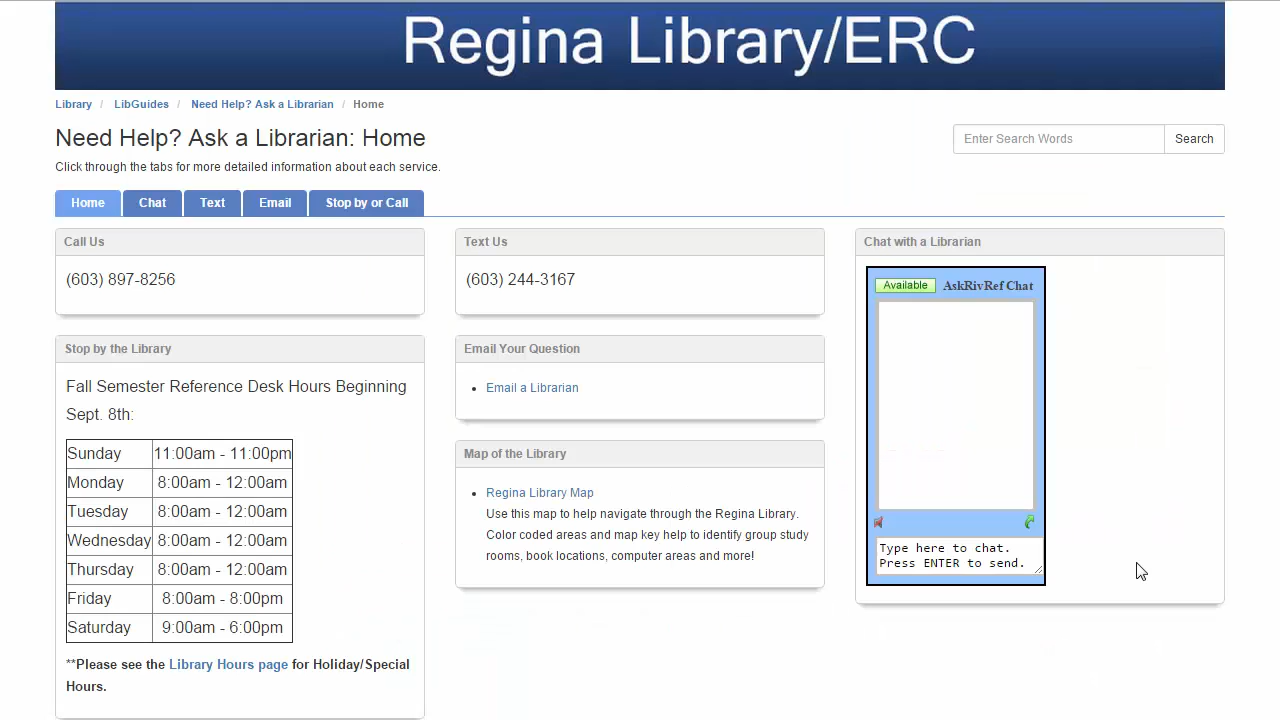 Regina Library/ERC
Library / LibGuides / Need Help? Ask a Librarian / Home
Need Help? Ask a Librarian: Home
Enter Search Words
Search
Click through the tabs for more detailed information about each service.
Home
Chat
Text
Email
Stop by or Call
Call Us
(603) 897-8256
Stop by the Library
Fall Semester Reference Desk Hours Beginning
Sept. 8th:
Sunday 11:00am - 11:00pm
Monday 8:00am - 12:00am
Tuesday 8:00am - 12:00am
Wednesday 8:00am - 12:00am
Thursday 8:00am - 12:00am
Friday 8:00am - 8:00pm
Saturday 9:00am - 6:00pm
**Please see the Library Hours page for Holiday/Special
Hours.
Text Us
(603) 244-3167
Email Your Question
• Email a Librarian
Map of the Library
• Regina Library Map
Use this map to help navigate through the Regina Library.
Color coded areas and map key help to identify group study
rooms, book locations, computer areas and more!
Chat with a Librarian
Available AskRivRef Chat
Type here to chat.
Press ENTER to send.